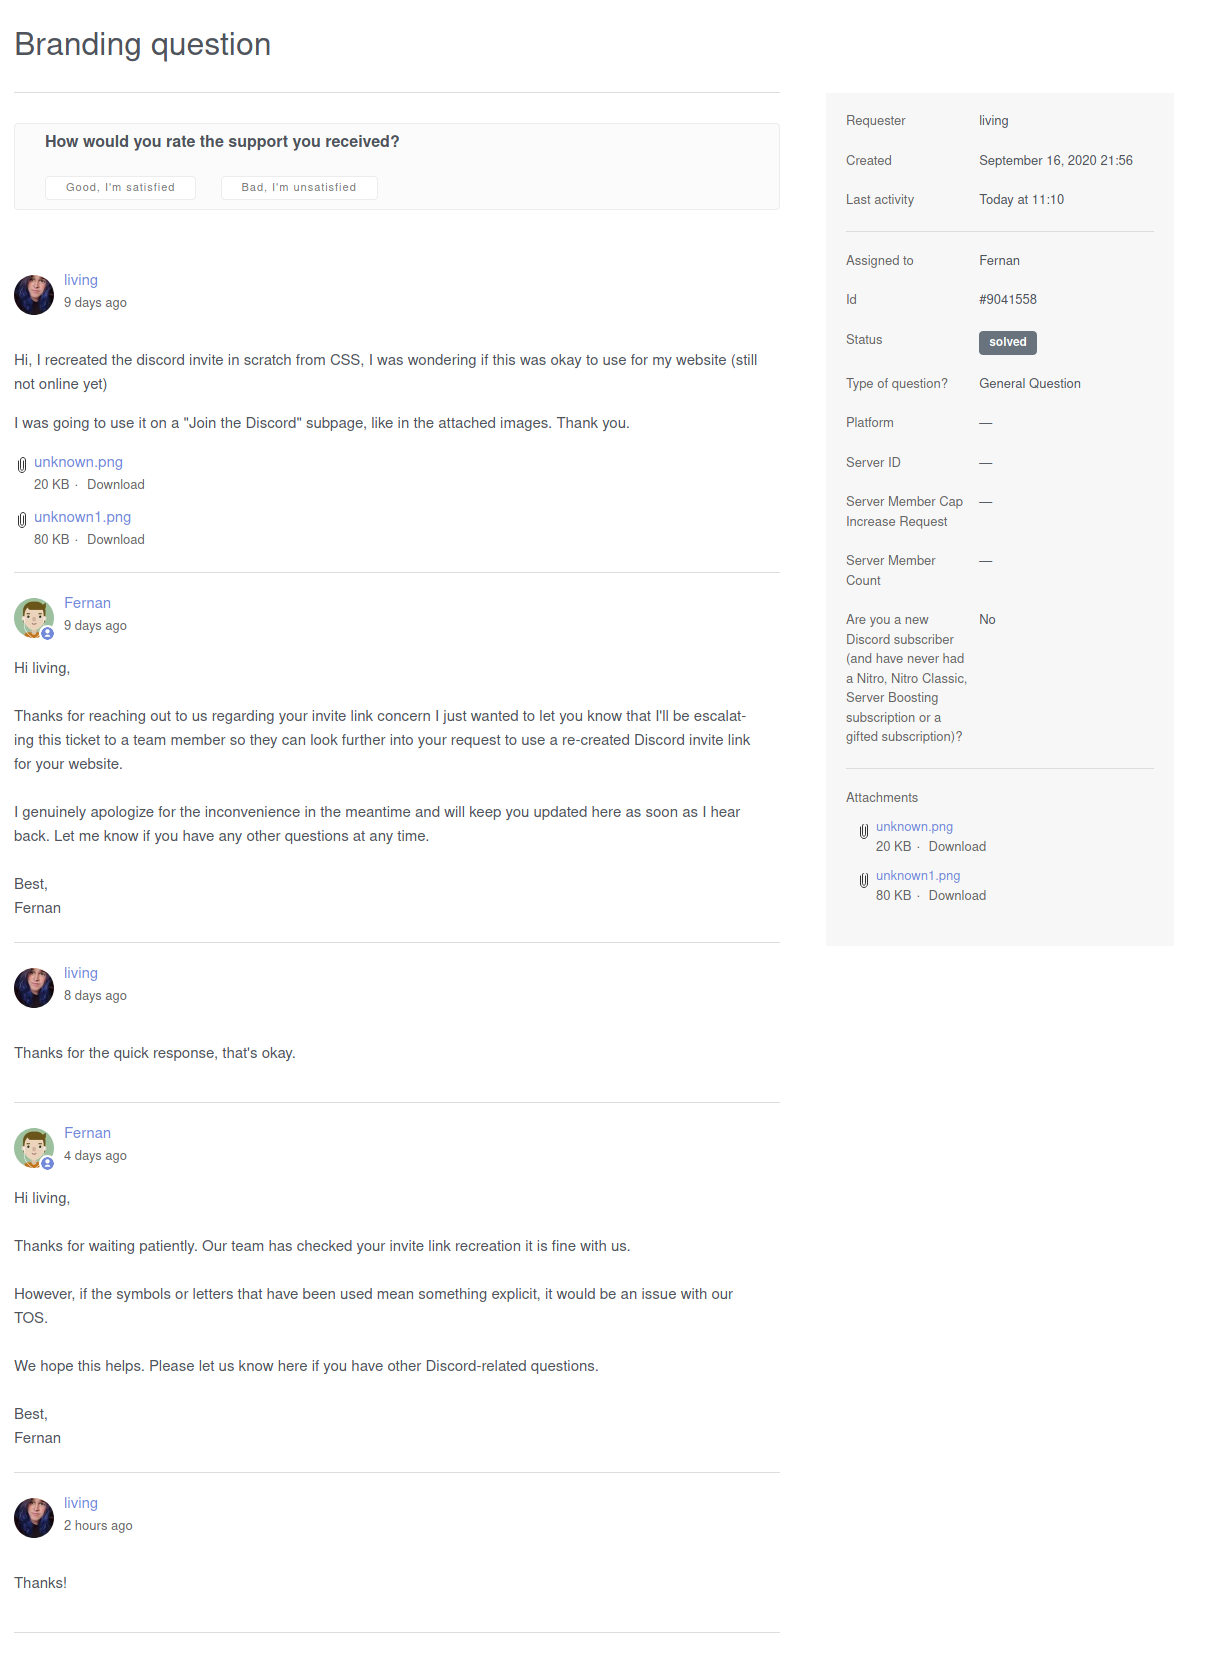 Branding question
How would you rate the support you received?
Good, I'm satisfied
Bad, I'm unsatisfied
living
9 days ago
Hi, I recreated the discord invite in scratch from CSS, I was wondering if this was okay to use for my website (still
not online yet)
I was going to use it on a "Join the Discord" subpage, like in the attached images. Thank you.
unknown.png
20 KB · Download
unknown1.png
80 KB · Download
Fernan
9 days ago
Hi living,
Thanks for reaching out to us regarding your invite link concern I just wanted to let you know that I'll be escalat-
ing this ticket to a team member so they can look further into your request to use a re-created Discord invite link
for your website.
I genuinely apologize for the inconvenience in the meantime and will keep you updated here as soon as I hear
back. Let me know if you have any other questions at any time.
Best,
Fernan
living
8 days ago
Thanks for the quick response, that's okay.
Fernan
4 days ago
Hi living,
Thanks for waiting patiently. Our team has checked your invite link recreation it is fine with us.
However, if the symbols or letters that have been used mean something explicit, it would be an issue with our
TOS.
We hope this helps. Please let us know here if you have other Discord-related questions.
Best,
Fernan
living
2 hours ago
Thanks!
Requester living
Created September 16, 2020 21:56
Last activity Today at 11:10
Assigned to Fernan
Id #9041558
Status solved
Type of question? General Question
Platform —
Server ID —
Server Member Cap —
Increase Request
Server Member —
Count
Are you a new No
Discord subscriber
(and have never had
a Nitro, Nitro Classic,
Server Boosting
subscription or a
gifted subscription)?
Attachments
unknown.png
20 KB · Download
unknown1.png
80 KB · Download